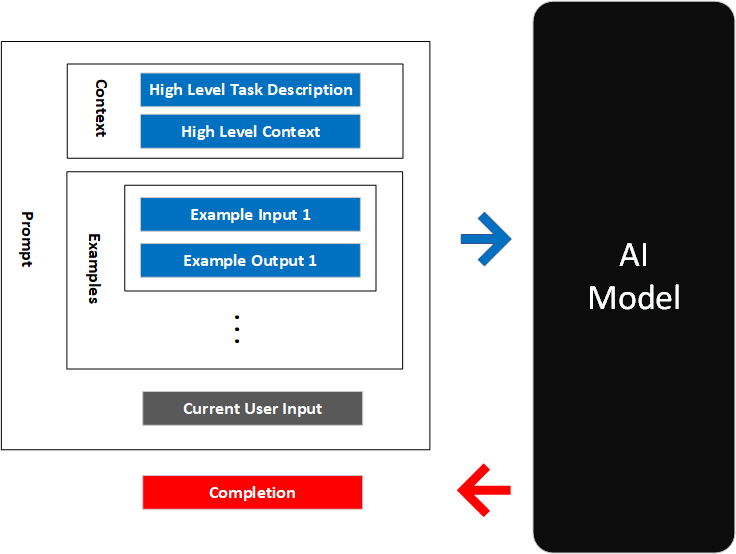 Prompt
Context
High Level Task Description
High Level Context
Examples
Example Input 1
Example Output 1
Current User Input
Completion
AI
Model